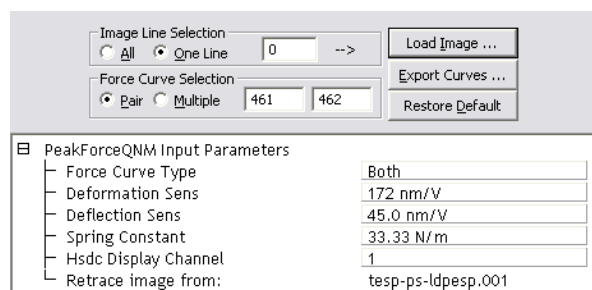 Image Line Selection
All One Line 0 --> Load Image ...
Force Curve Selection Export Curves ...
Pair Multiple 461 462 Restore Default
PeakForceQNM Input Parameters
Force Curve Type Both
Deformation Sens 172 nm/V
Deflection Sens 45.0 nm/V
Spring Constant 33.33 N/m
Hsdc Display Channel 1
Retrace image from: tesp-ps-ldpesp.001